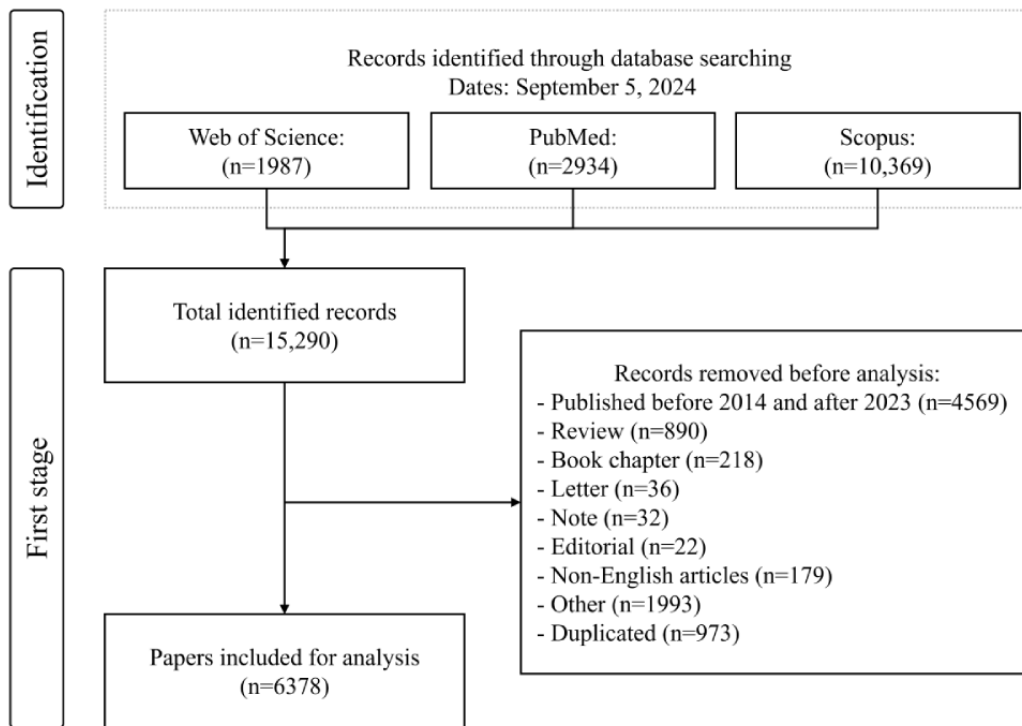 Identification
Records identified through database searching
Dates: September 5, 2024
Web of Science:
(n=1987)
PubMed:
(n=2934)
Scopus:
(n=10,369)
First stage
Total identified records
(n=15,290)
Records removed before analysis:
- Published before 2014 and after 2023 (n=4569)
- Review (n=890)
- Book chapter (n=218)
- Letter (n=36)
- Note (n=32)
- Editorial (n=22)
- Non-English articles (n=179)
- Other (n=1993)
- Duplicated (n=973)
Papers included for analysis
(n=6378)